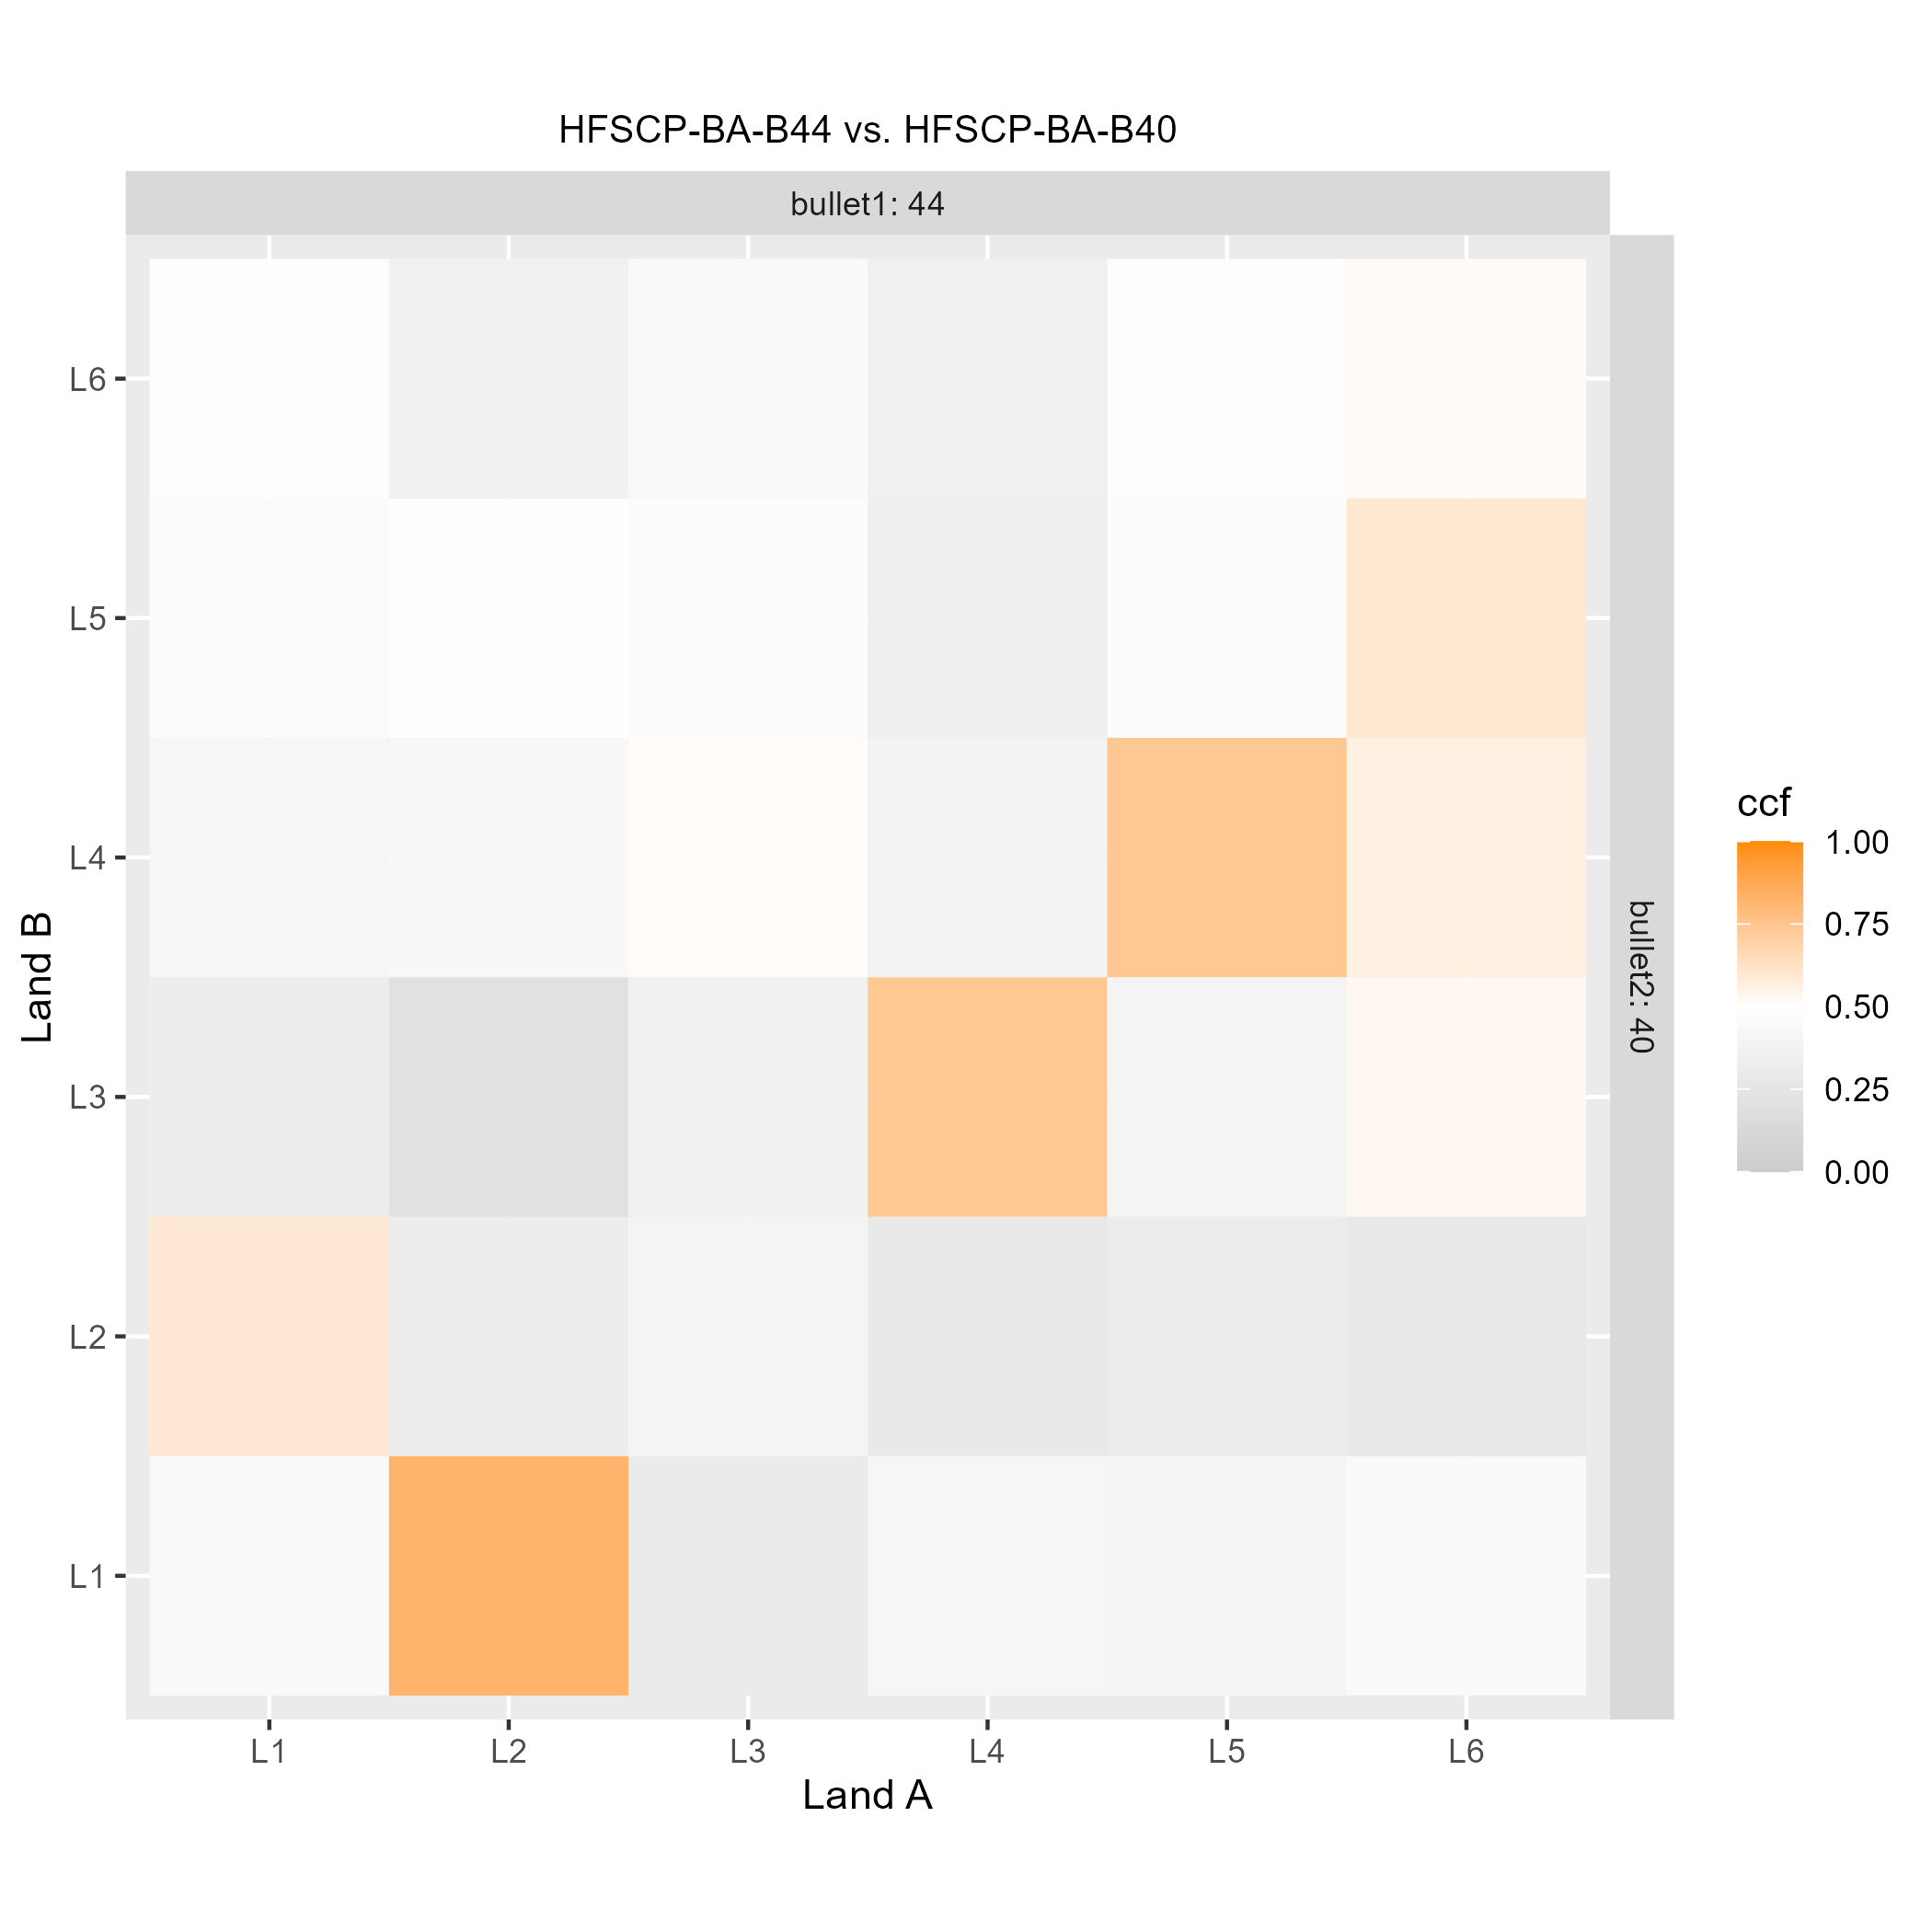 HFSCP-BA-B44 vs. HFSCP-BA-B40
bullet1: 44
L6
L5
L4
L3
L2
L1
Land B
bullet2: 40
ccf
1.00
0.75
0.50
0.25
0.00
L1 L2 L3 L4 L5 L6
Land A